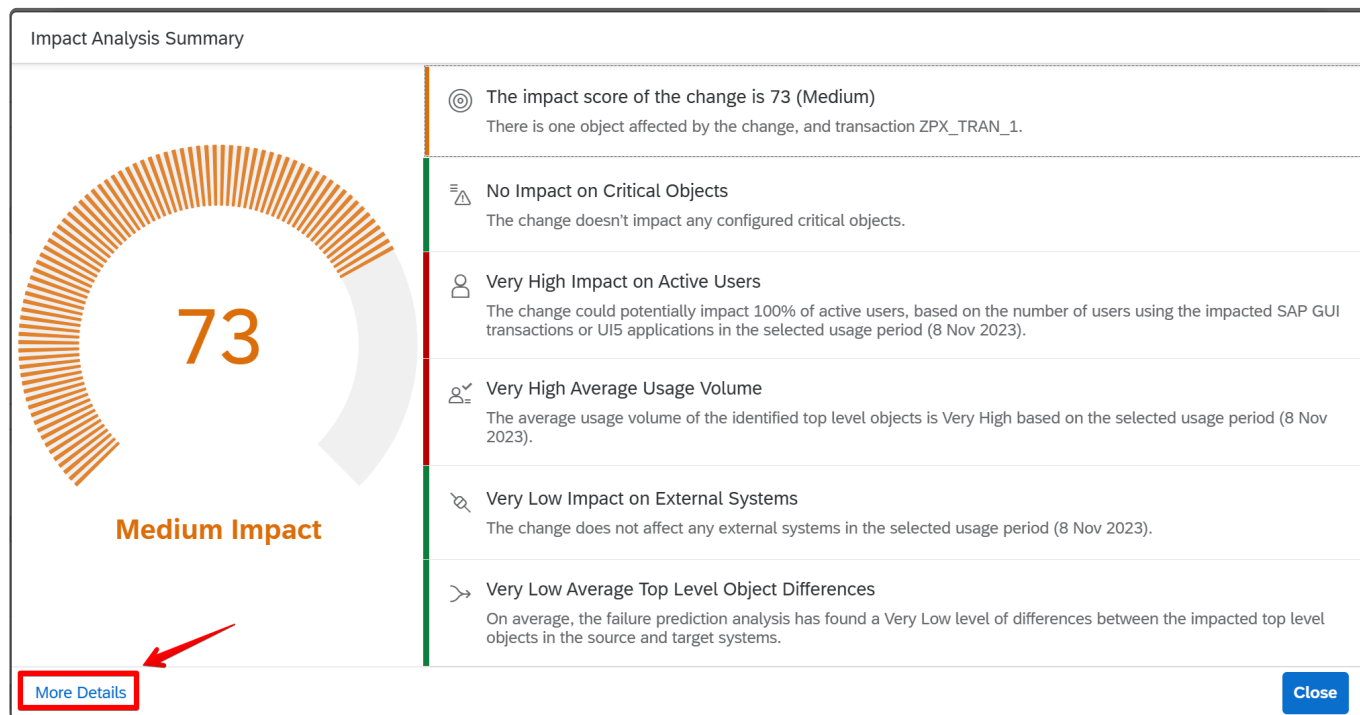 Impact Analysis Summary
The impact score of the change is 73 (Medium)
There is one object affected by the change, and transaction ZPX_TRAN_1.
No Impact on Critical Objects
The change doesn't impact any configured critical objects.
Very High Impact on Active Users
The change could potentially impact 100% of active users, based on the number of users using the impacted SAP GUI
transactions or UI5 applications in the selected usage period (8 Nov 2023).
73
Very High Average Usage Volume
The average usage volume of the identified top level objects is Very High based on the selected usage period (8 Nov
2023).
Very Low Impact on External Systems
The change does not affect any external systems in the selected usage period (8 Nov 2023).
Medium Impact
Very Low Average Top Level Object Differences
On average, the failure prediction analysis has found a Very Low level of differences between the impacted top level
objects in the source and target systems.
More Details
Close